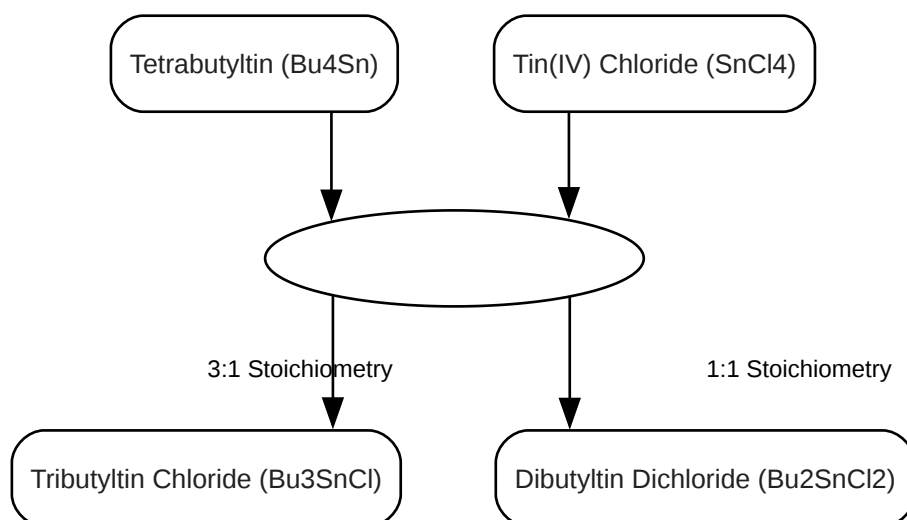 Tetrabutyltin (Bu4Sn)
Tin(IV) Chloride (SnCl4)
3:1 Stoichiometry
1:1 Stoichiometry
Tributyltin Chloride (Bu3SnCl)
Dibutyltin Dichloride (Bu2SnCl2)